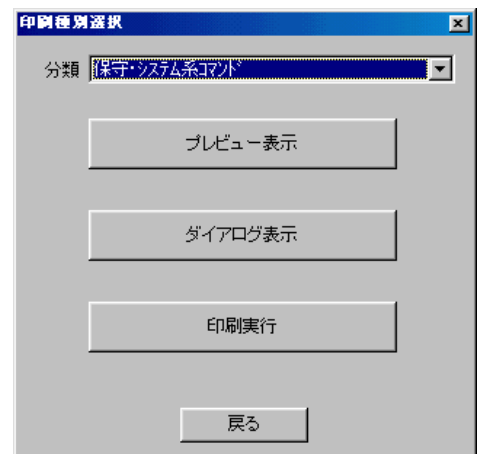 印刷種別選択
分類 保守・システム系コマンド
プレビュー表示
ダイアログ表示
印刷実行
戻る